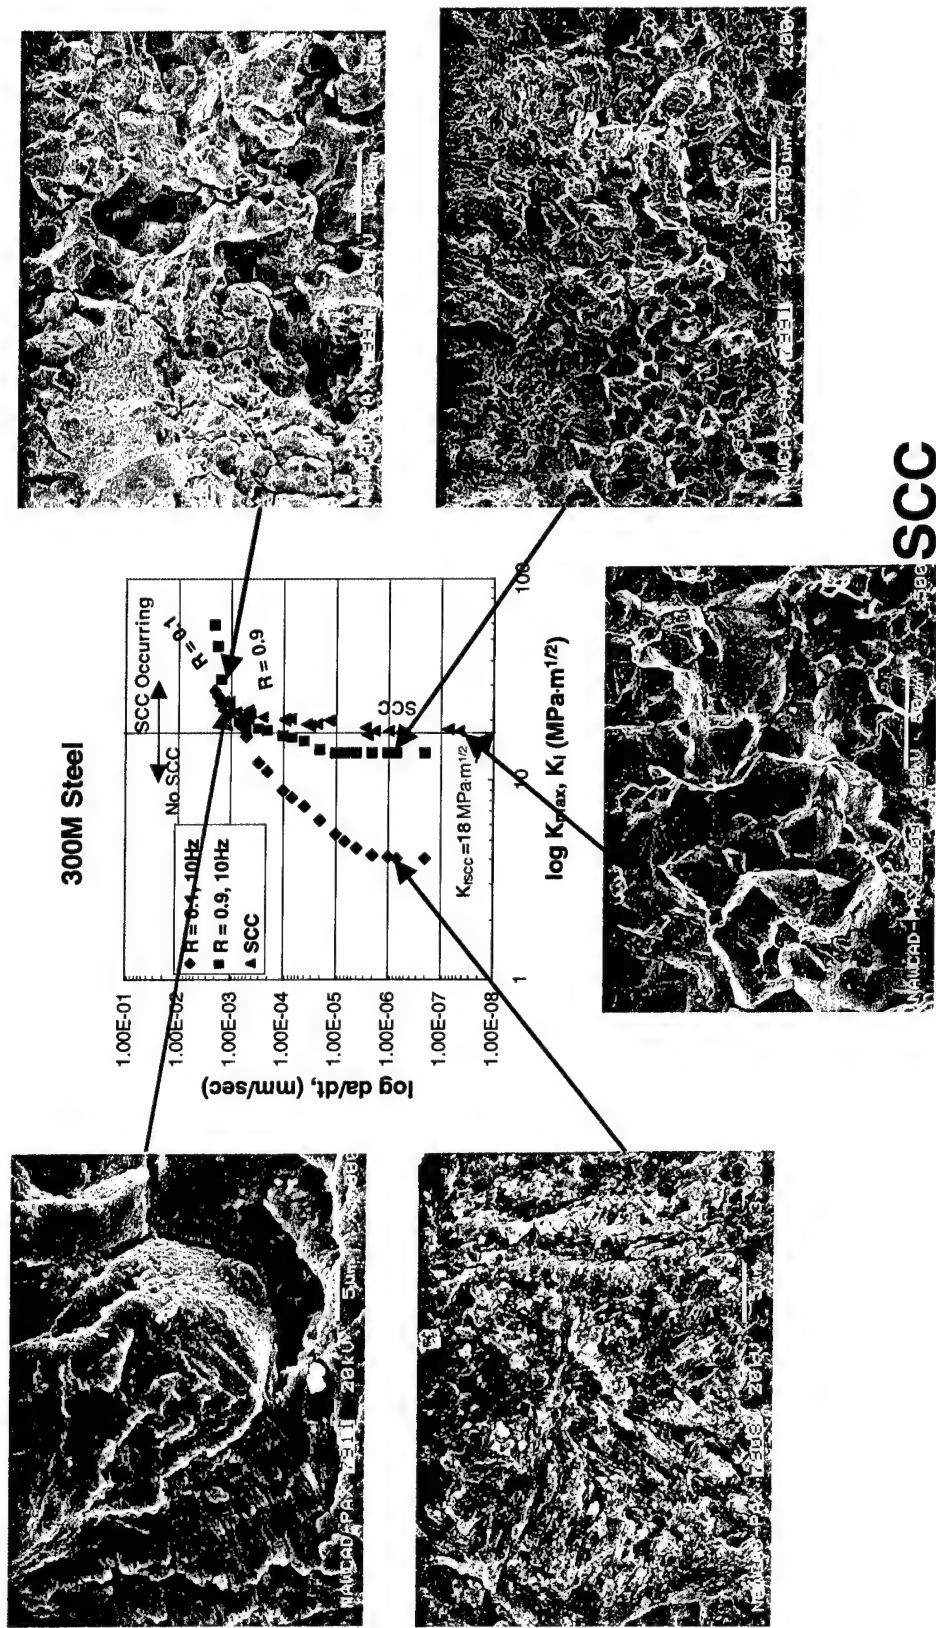 300M Steel
No SCC
SCC Occurring
R = 0.1, 10Hz
R = 0.9, 10Hz
SCC
R = 0.1
R = 0.9
SCC
K_ISCC = 18 MPa·m^1/2
1.00E-01
1.00E-02
1.00E-03
1.00E-04
1.00E-05
1.00E-06
1.00E-07
1.00E-08
log da/dt, (mm/sec)
1
10
100
log Kmax, KI (MPa·m^1/2)
SCC